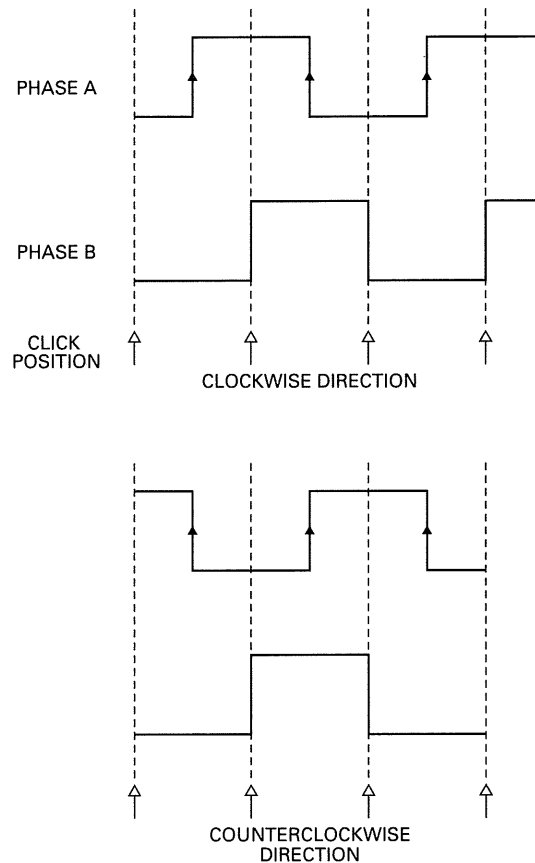 PHASE A
PHASE B
CLICK
POSITION
CLOCKWISE DIRECTION
COUNTERCLOCKWISE
DIRECTION